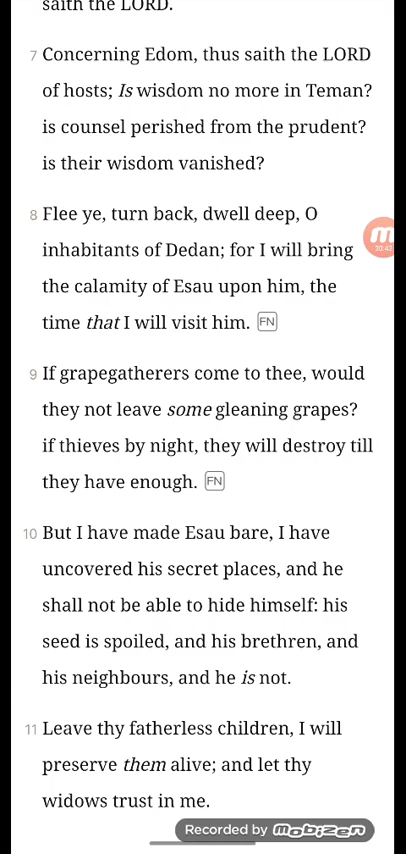 saith the LORD.
7 Concerning Edom, thus saith the LORD
of hosts; Is wisdom no more in Teman?
is counsel perished from the prudent?
is their wisdom vanished?
8 Flee ye, turn back, dwell deep, O
inhabitants of Dedan; for I will bring
the calamity of Esau upon him, the
time that I will visit him. FN
9 If grapegatherers come to thee, would
they not leave some gleaning grapes?
if thieves by night, they will destroy till
they have enough. FN
10 But I have made Esau bare, I have
uncovered his secret places, and he
shall not be able to hide himself: his
seed is spoiled, and his brethren, and
his neighbours, and he is not.
11 Leave thy fatherless children, I will
preserve them alive; and let thy
widows trust in me.
m
20:42
Recorded by mobizen